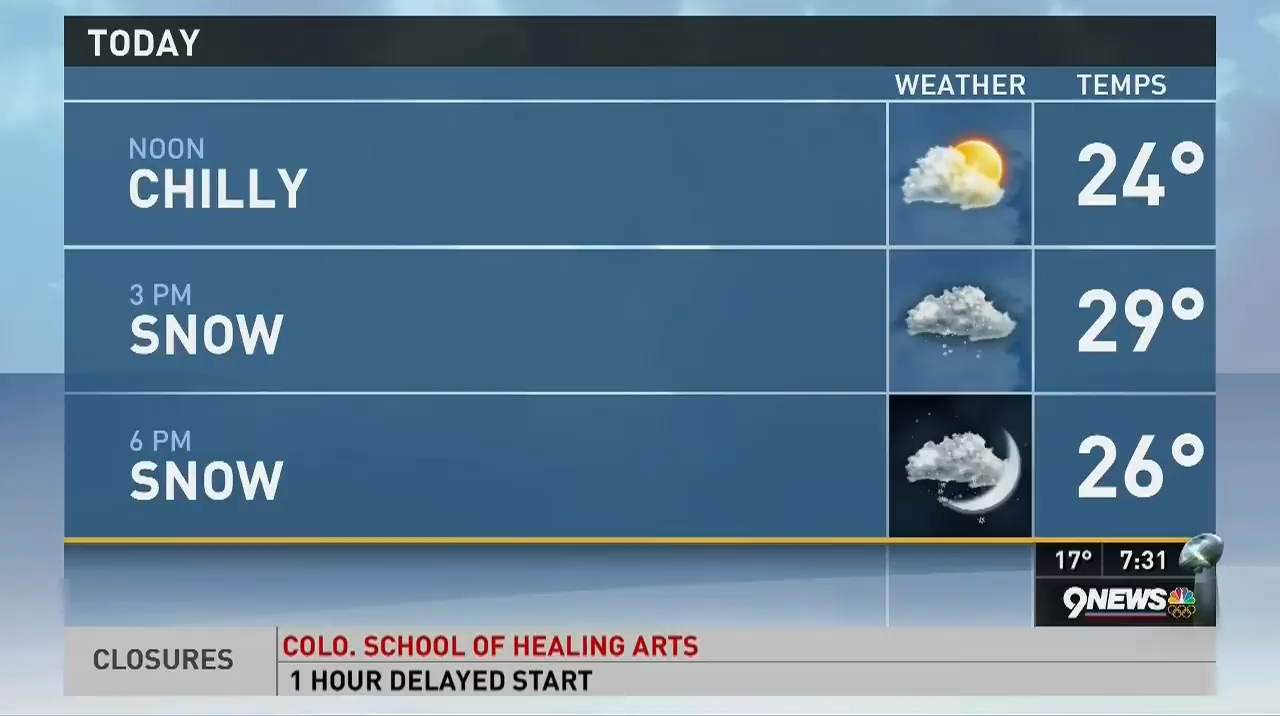 TODAY
WEATHER TEMPS
NOON
CHILLY
24°
3 PM
SNOW
29°
6 PM
SNOW
26°
17° 7:31
9NEWS
CLOSURES
COLO. SCHOOL OF HEALING ARTS
1 HOUR DELAYED START